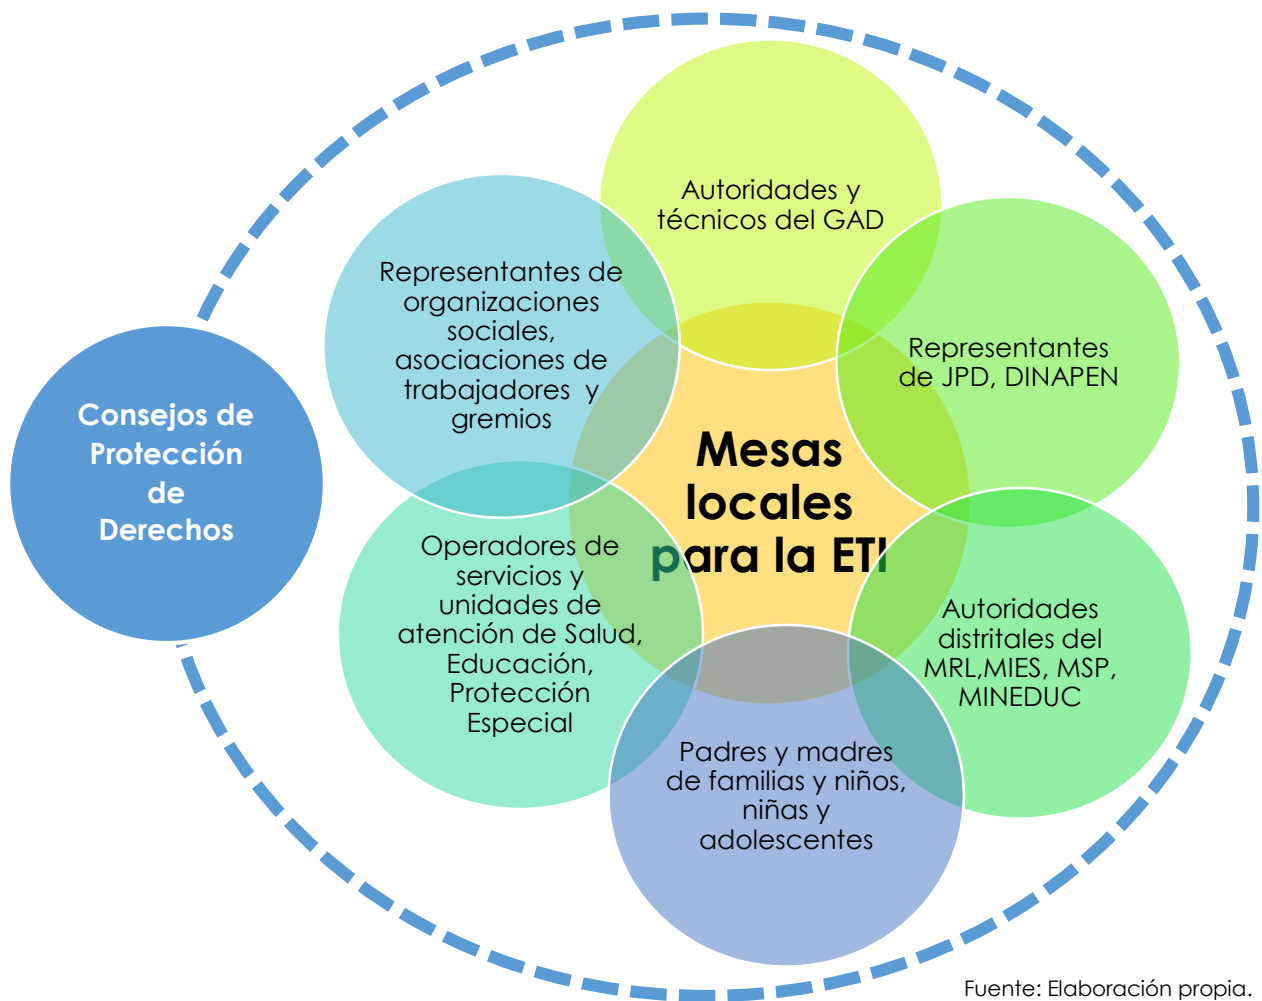 Autoridades y
técnicos del GAD
Representantes de
organizaciones
sociales,
asociaciones de
trabajadores y
gremios
Representantes
de JPD, DINAPEN
Consejos de
Protección
de
Derechos
Mesas
locales
para la ETI
Operadores de
servicios y
unidades de
atención de Salud,
Educación,
Protección
Especial
Autoridades
distritales del
MRL,MIES, MSP,
MINEDUC
Padres y madres
de familias y niños,
niñas y
adolescentes
Fuente: Elaboración propia.